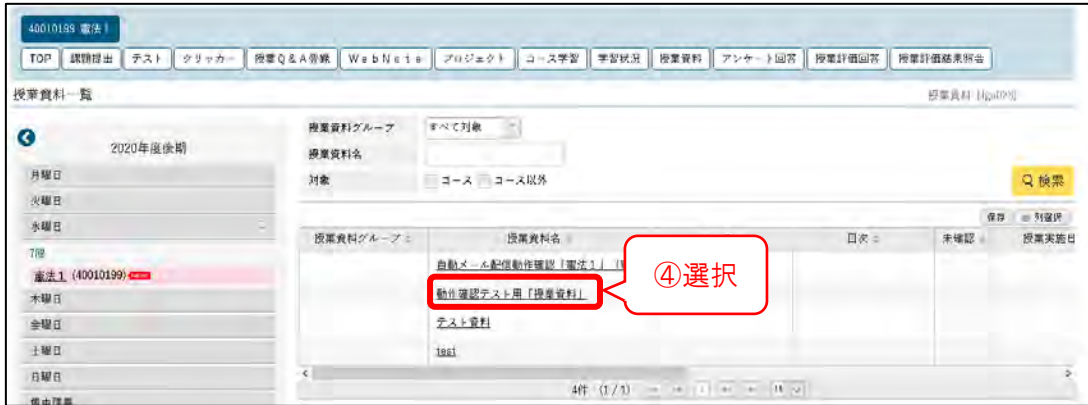 40010199 憲法1
TOP 課題提出 テスト クリッカー 授業Q&A登録 WebNote プロジェクト コース学習 学習状況 授業資料 アンケート回答 授業評価回答 授業評価結果照会
授業資料一覧
授業資料
2020年度後期
月曜日
火曜日
水曜日
7限
憲法1 (40010199)
木曜日
金曜日
土曜日
日曜日
集中講義
授業資料グループ すべて対象
授業資料名
対象 コース コース以外
検索
保存 列選択
授業資料グループ 授業資料名 目次 未確認 授業実施日
自動メール配信動作確認「憲法1」
動作確認テスト用「授業資料」
テスト資料
test
④選択
4件 (1/1)